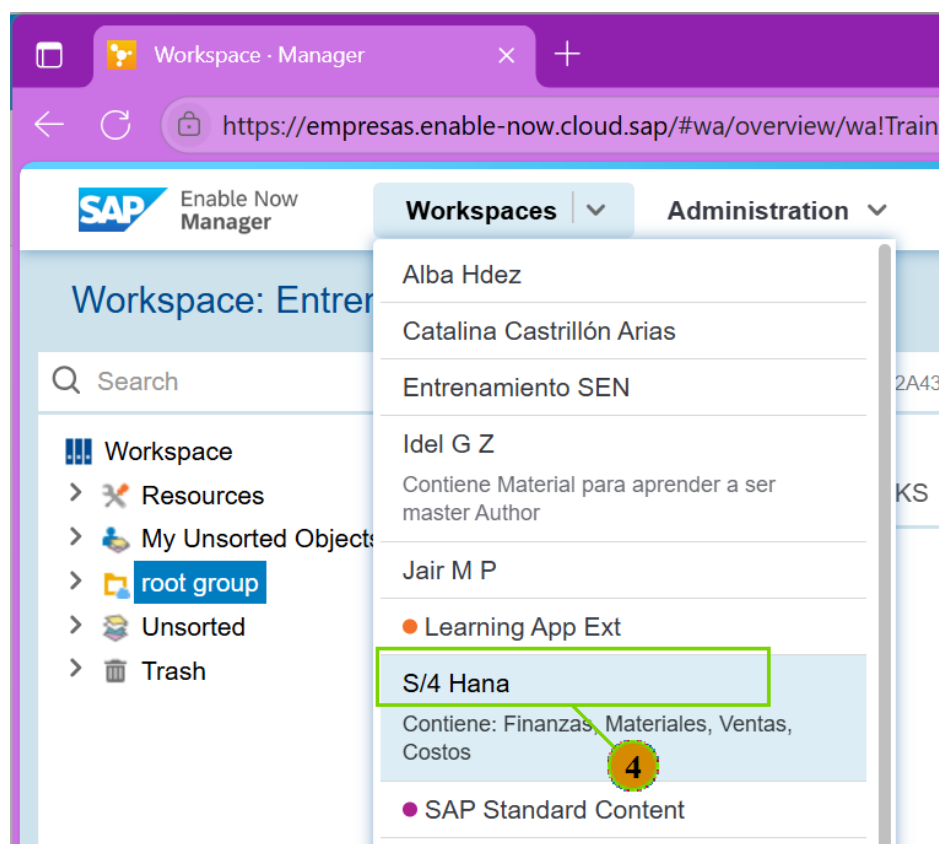 Workspace · Manager
https://empresas.enable-now.cloud.sap/#wa/overview/wa!Train
SAP
Enable Now
Manager
Workspaces
Administration
Workspace: Entrer
Search
2A43
Workspace
Resources
My Unsorted Objects
root group
Unsorted
Trash
KS
Alba Hdez
Catalina Castrillón Arias
Entrenamiento SEN
Idel G Z
Contiene Material para aprender a ser
master Author
Jair M P
Learning App Ext
S/4 Hana
Contiene: Finanzas, Materiales, Ventas,
Costos
4
SAP Standard Content